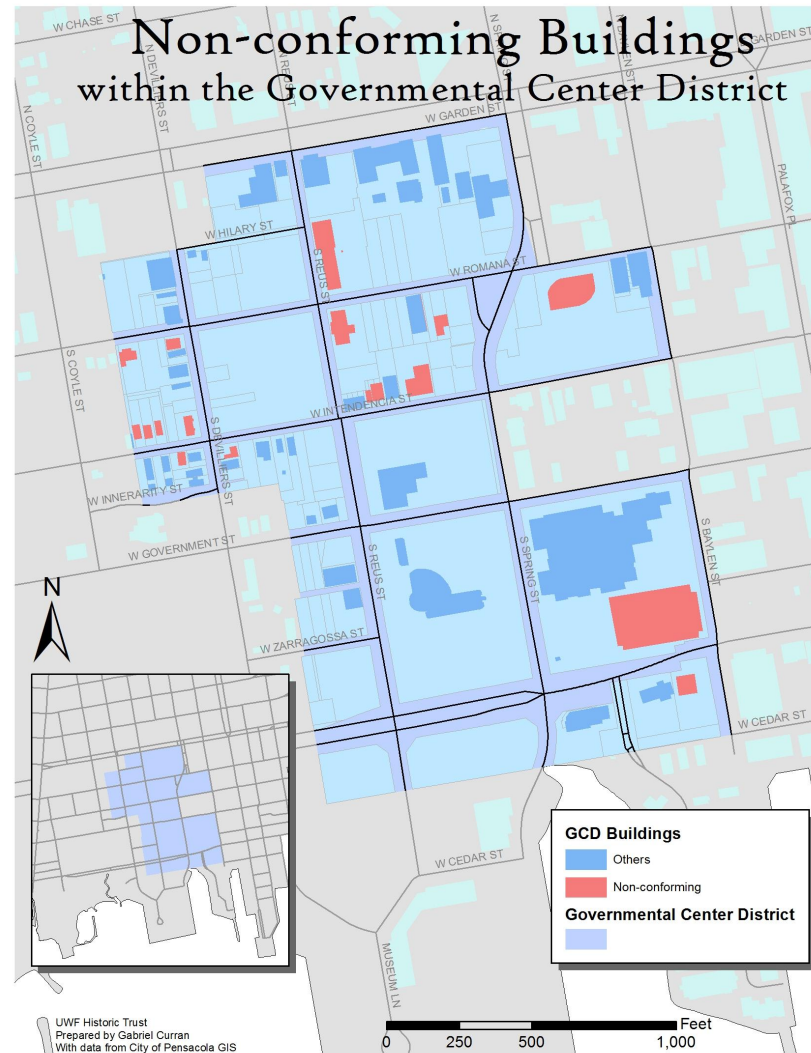 Non-conforming Buildings
within the Governmental Center District
W CHASE ST
N DEVILLIERS ST
N COYLE ST
GARDEN ST
W GARDEN ST
PALAFOX PL
W HILARY ST
S REUS ST
W ROMANA ST
S COYLE ST
W INTENDENCIA ST
S DEVILLIERS ST
W INNERARITY ST
W GOVERNMENT ST
S REUS ST
S SPRING ST
S BAYLEN ST
W ZARRAGOSSA ST
N
W CEDAR ST
W CEDAR ST
MUSEUM LN
GCD Buildings
Others
Non-conforming
Governmental Center District
UWF Historic Trust
Prepared by Gabriel Curran
With data from City of Pensacola GIS
Feet
0 250 500 1,000